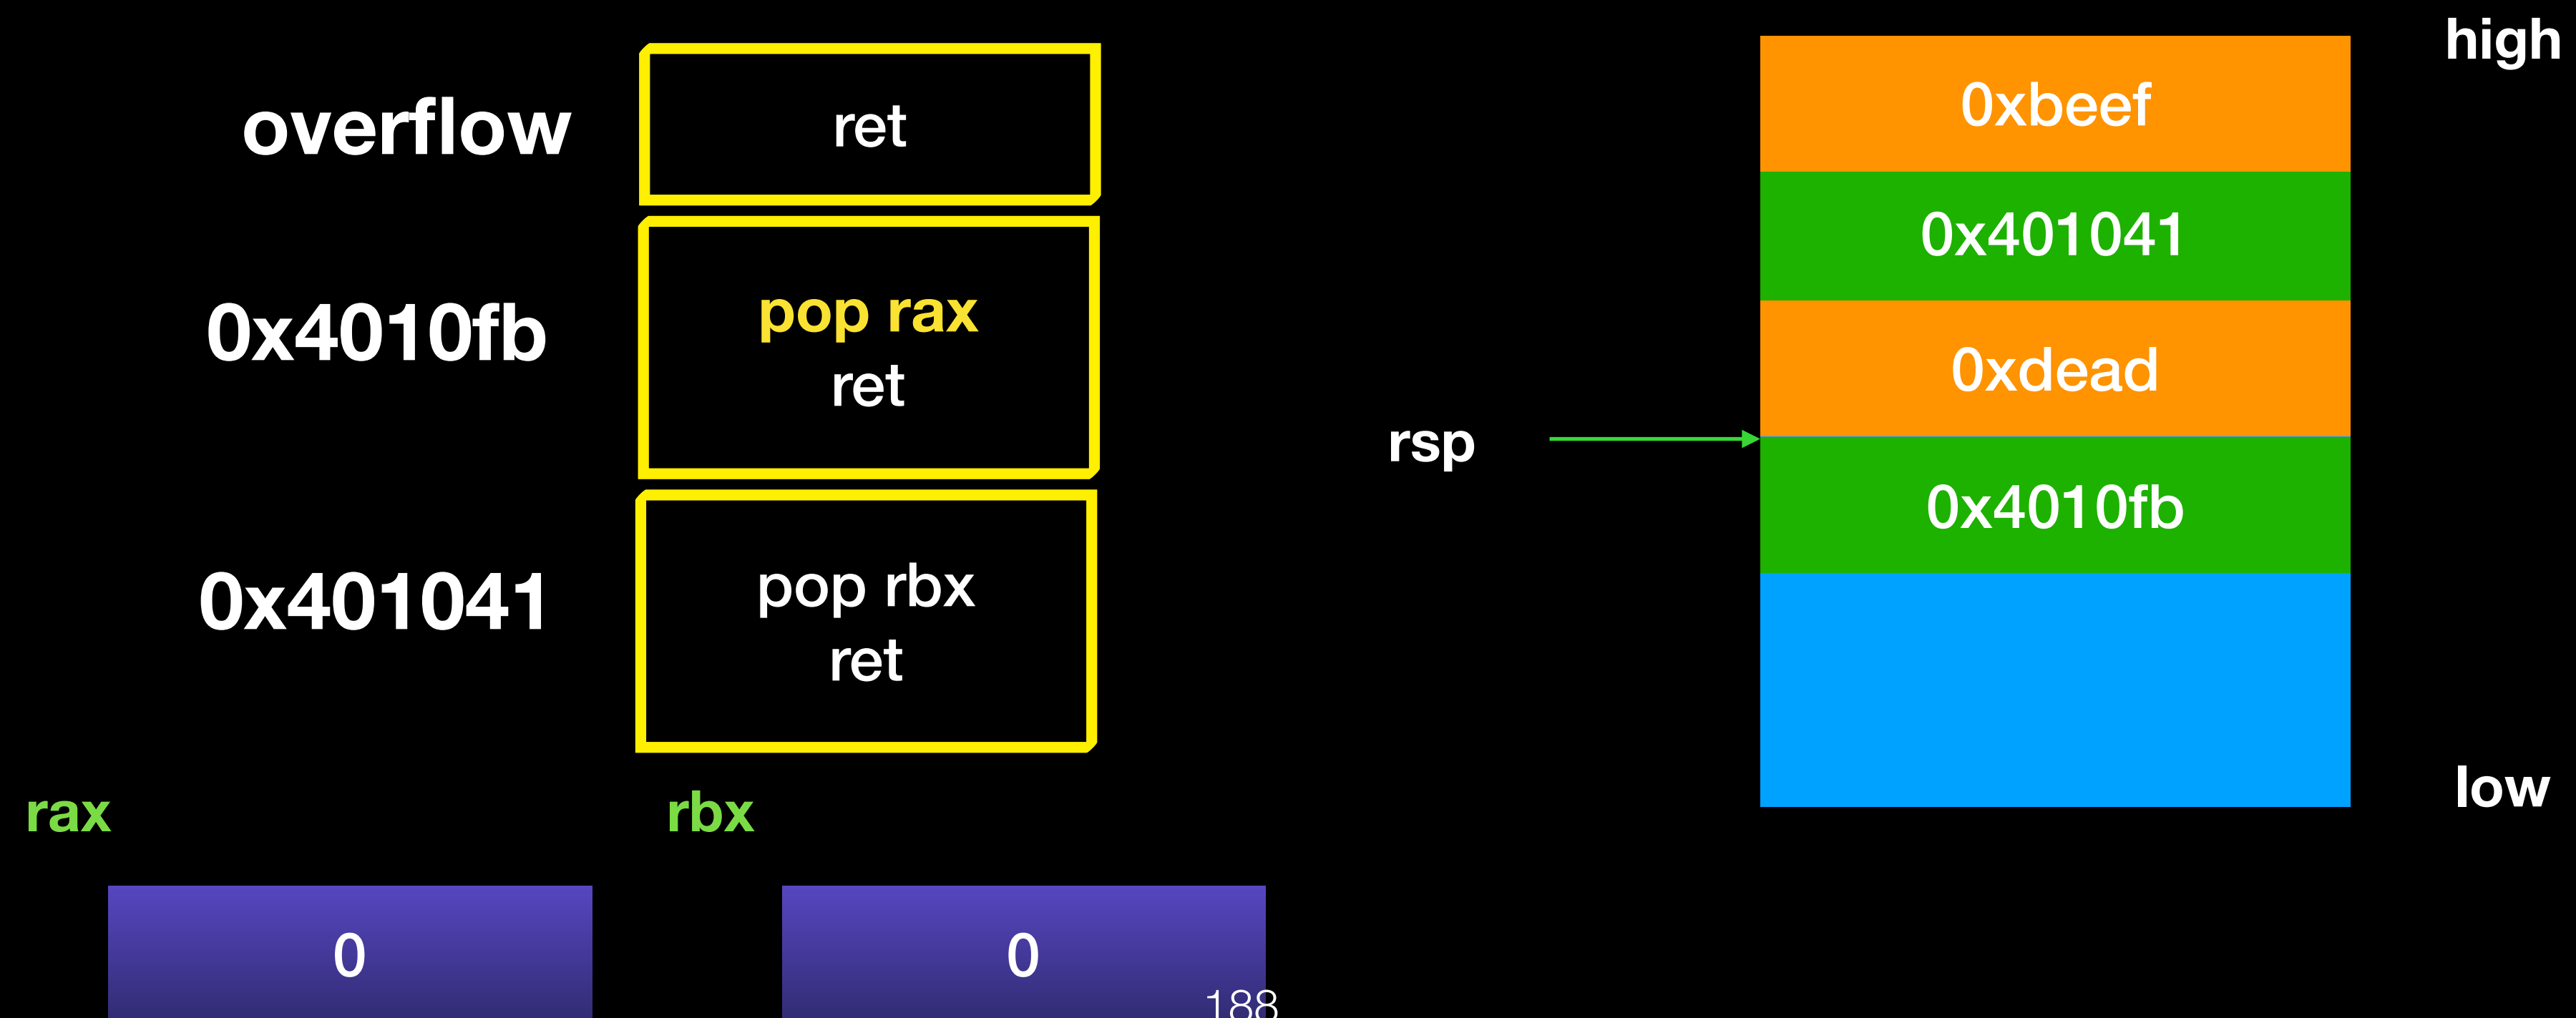 overflow
ret
0x4010fb
pop rax
ret
0x401041
pop rbx
ret
rax
0
rbx
0
rsp
high
0xbeef
0x401041
0xdead
0x4010fb
low
188